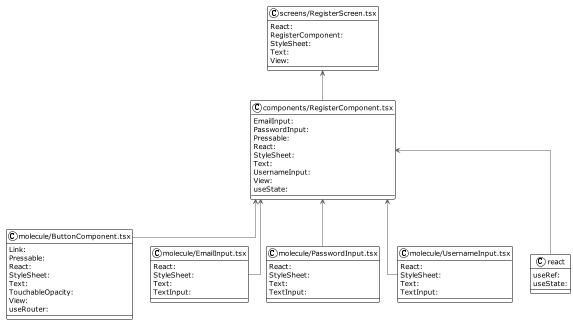 C screens/RegisterScreen.tsx
React:
RegisterComponent:
StyleSheet:
Text:
View:
C components/RegisterComponent.tsx
EmailInput:
PasswordInput:
Pressable:
React:
StyleSheet:
Text:
UsernameInput:
View:
useState:
C molecule/ButtonComponent.tsx
Link:
Pressable:
React:
StyleSheet:
Text:
TouchableOpacity:
View:
useRouter:
C molecule/EmailInput.tsx
React:
StyleSheet:
Text:
TextInput:
C molecule/PasswordInput.tsx
React:
StyleSheet:
Text:
TextInput:
C molecule/UsernameInput.tsx
React:
StyleSheet:
Text:
TextInput:
C react
useRef:
useState: